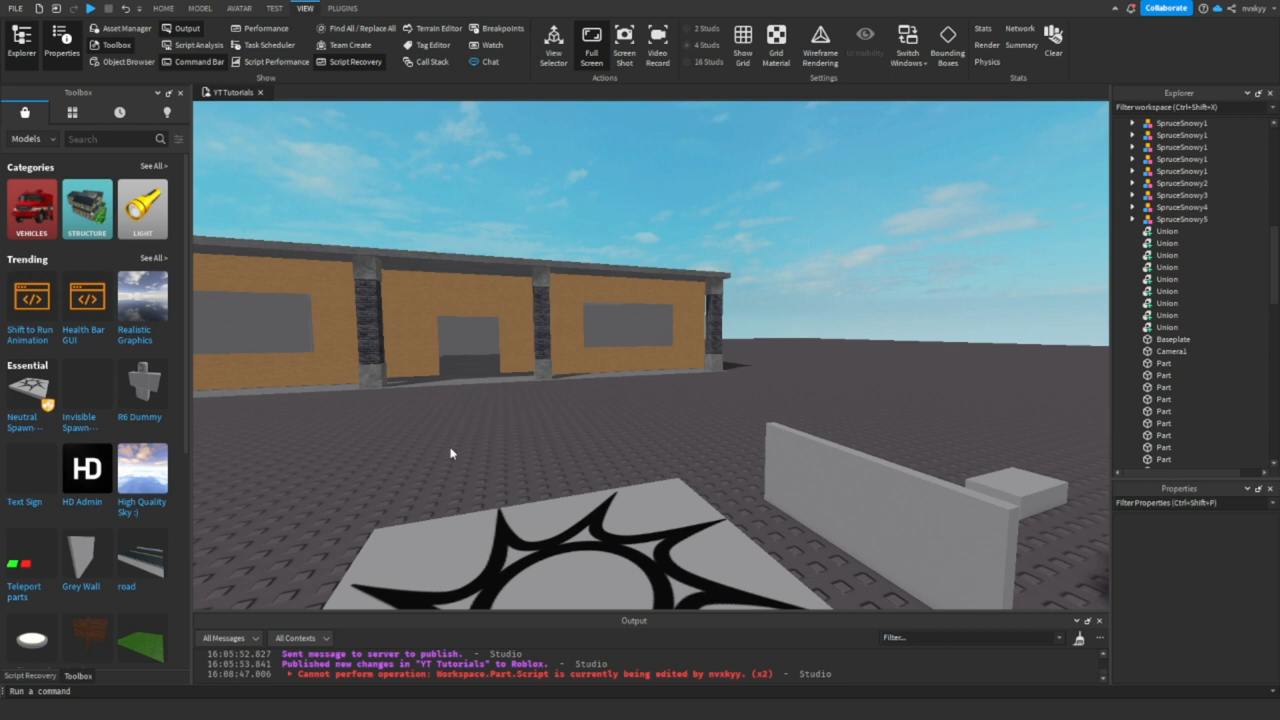 FILE
HOME
MODEL
AVATAR
TEST
VIEW
PLUGINS
Collaborate
nvxkyy
Explorer
Properties
Asset Manager
Toolbox
Object Browser
Output
Script Analysis
Command Bar
Performance
Task Scheduler
Script Performance
Find All / Replace All
Team Create
Script Recovery
Terrain Editor
Tag Editor
Call Stack
Breakpoints
Watch
Chat
Show
View Selector
Full Screen
Screen Shot
Video Record
Actions
2 Studs
4 Studs
16 Studs
Show Grid
Grid Material
Wireframe Rendering
UI Visibility
Switch Windows
Bounding Boxes
Settings
Stats
Render
Physics
Network
Summary
Clear
Stats
Toolbox
YT Tutorials
Models
Search
Categories
See All >
VEHICLES
STRUCTURE
LIGHT
Trending
See All >
Shift to Run Animation
Health Bar GUI
Realistic Graphics
Essential
Neutral Spawn···
Invisible Spawn···
R6 Dummy
HD
Text Sign
HD Admin
High Quality Sky :)
Teleport parts
Grey Wall
road
Script Recovery
Toolbox
Run a command
Explorer
Filter workspace (Ctrl+Shift+X)
SpruceSnowy1
SpruceSnowy1
SpruceSnowy1
SpruceSnowy1
SpruceSnowy1
SpruceSnowy2
SpruceSnowy3
SpruceSnowy4
SpruceSnowy5
Union
Union
Union
Union
Union
Union
Union
Union
Union
Baseplate
Camera1
Part
Part
Part
Part
Part
Part
Part
Part
Part
Properties
Filter Properties (Ctrl+Shift+P)
Output
All Messages
All Contexts
Filter...
16:05:52.827 Sent message to server to publish. - Studio
16:05:53.841 Published new changes in "YT Tutorials" to Roblox. - Studio
16:08:47.006 Cannot perform operation: Workspace.Part.Script is currently being edited by nvxkyy. (x2) - Studio